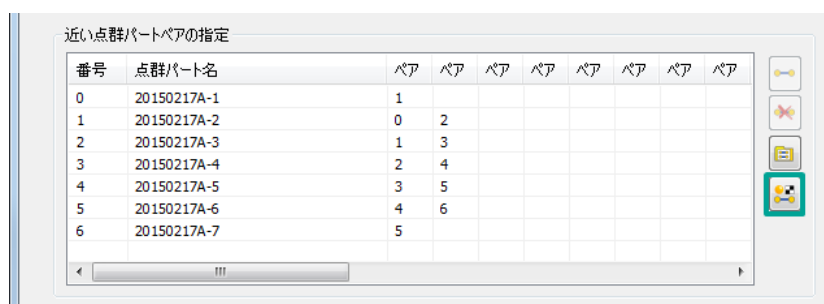 近い点群パートペアの指定
番号 点群パート名 ペア ペア ペア ペア ペア ペア ペア ペア
0 20150217A-1 1
1 20150217A-2 0 2
2 20150217A-3 1 3
3 20150217A-4 2 4
4 20150217A-5 3 5
5 20150217A-6 4 6
6 20150217A-7 5